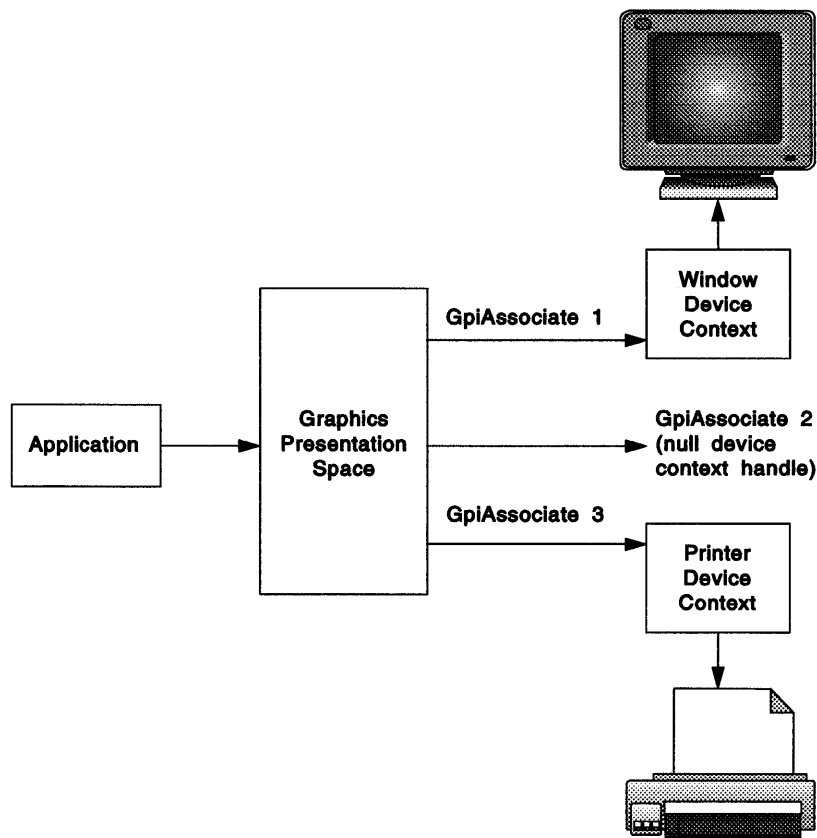 Window
Device
Context
GpiAssociate 1
Application
Graphics
Presentation
Space
GpiAssociate 2
(null device
context handle)
GpiAssociate 3
Printer
Device
Context